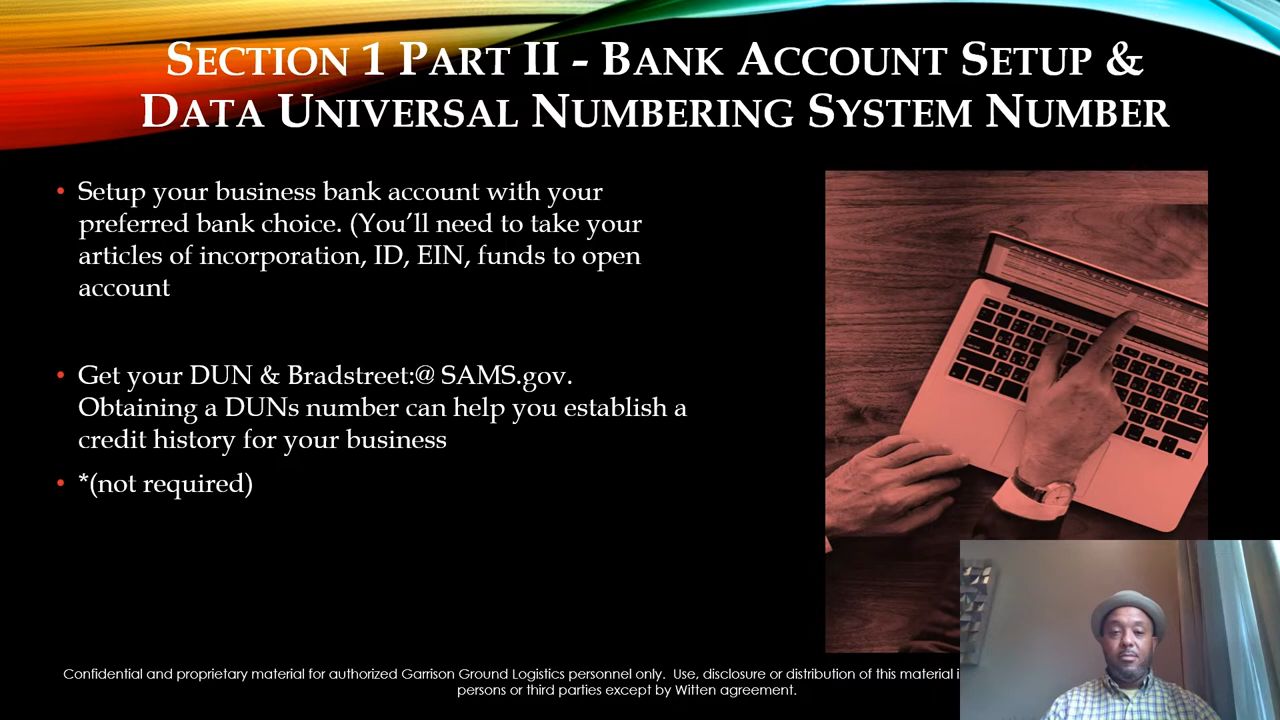 Section 1 Part II - Bank Account Setup &
Data Universal Numbering System Number
• Setup your business bank account with your
preferred bank choice. (You’ll need to take your
articles of incorporation, ID, EIN, funds to open
account
• Get your DUN & Bradstreet:@ SAMS.gov.
Obtaining a DUNs number can help you establish a
credit history for your business
• *(not required)
APPLICATION FOR
Confidential and proprietary material for authorized Garrison Ground Logistics personnel only.  Use, disclosure or distribution of this material i
persons or third parties except by Witten agreement.